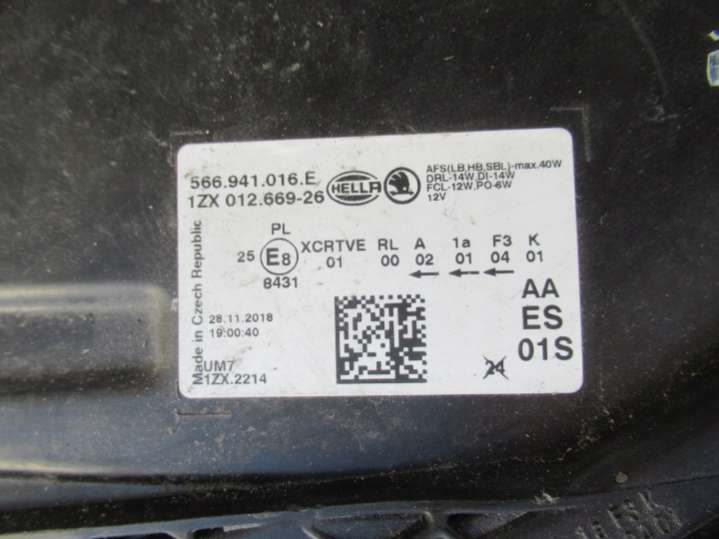 566.941.016.E
1ZX 012.669-26
HELLA
AFS(LB,HB,SBL)-max.40W
DRL-14W,DI-14W
FCL-12W,PO-6W
12V
PL
25 E8 XCRTVE RL A 1a F3 K
01 00 02 01 04 01
8431
Made in Czech Republic
28.11.2018
19:00:40
UM7
1ZX.2214
AA
ES
01S
24